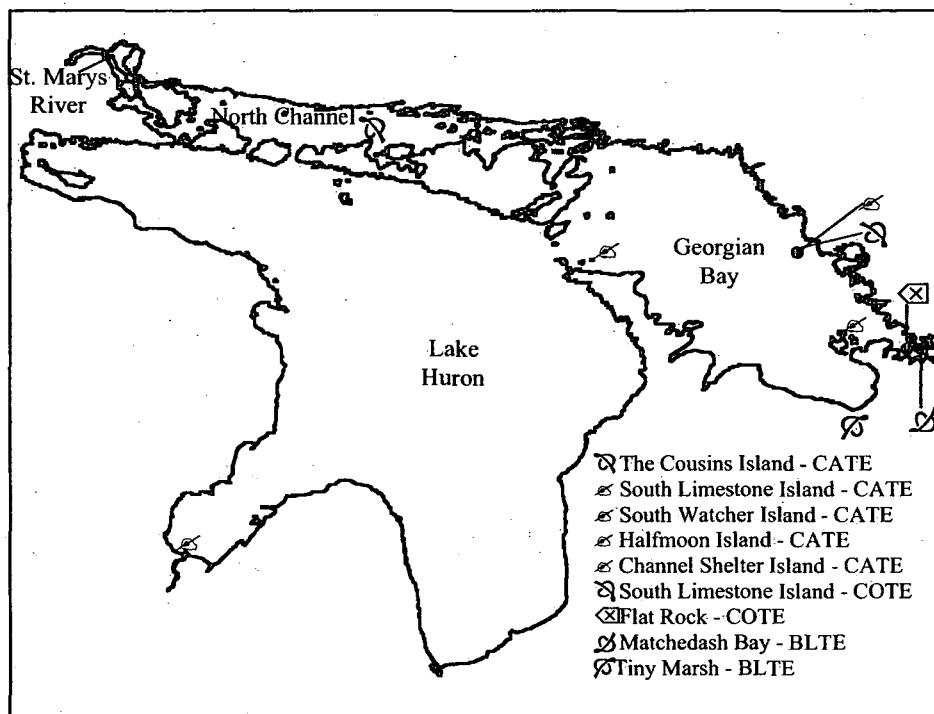 St. Marys
River
North Channel
Georgian
Bay
Lake
Huron
The Cousins Island - CATE
South Limestone Island - CATE
South Watcher Island - CATE
Halfmoon Island - CATE
Channel Shelter Island - CATE
South Limestone Island - COTE
Flat Rock - COTE
Matchedash Bay - BLTE
Tiny Marsh - BLTE